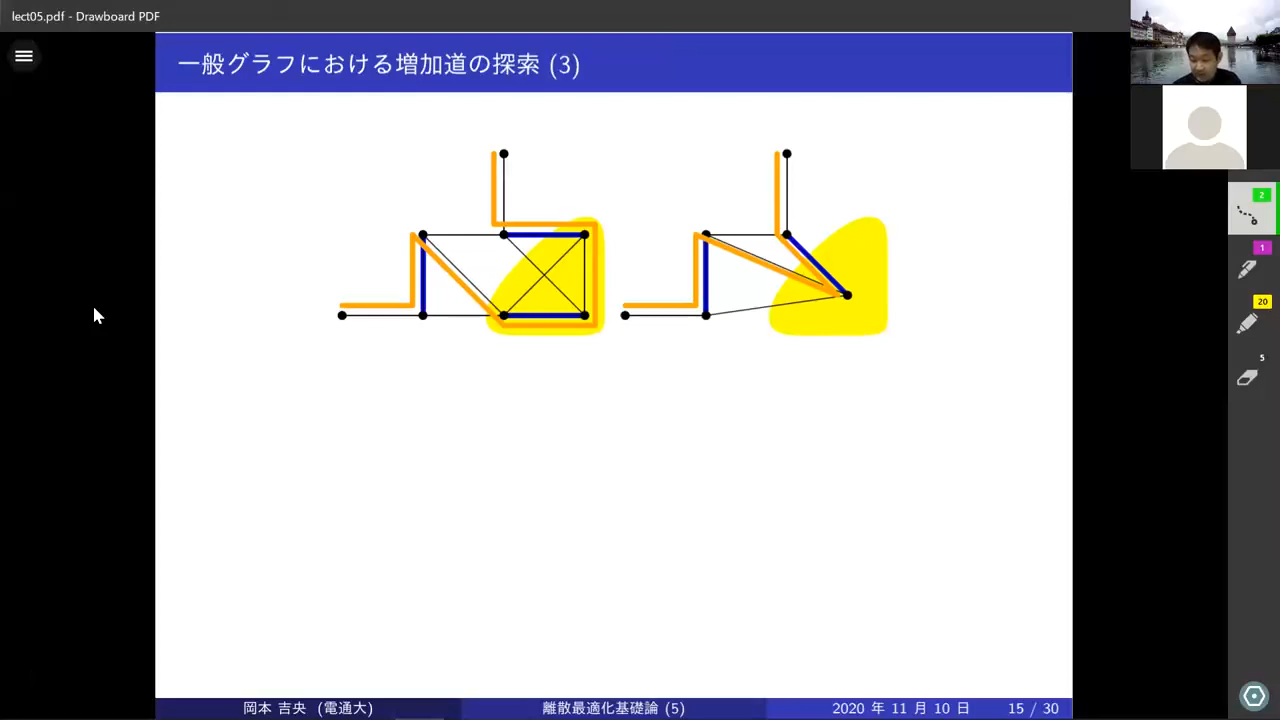 lect05.pdf - Drawboard PDF
一般グラフにおける増加道の探索 (3)
2
1
20
5
岡本 吉央 (電通大)
離散最適化基礎論 (5)
2020 年 11 月 10 日
15 / 30